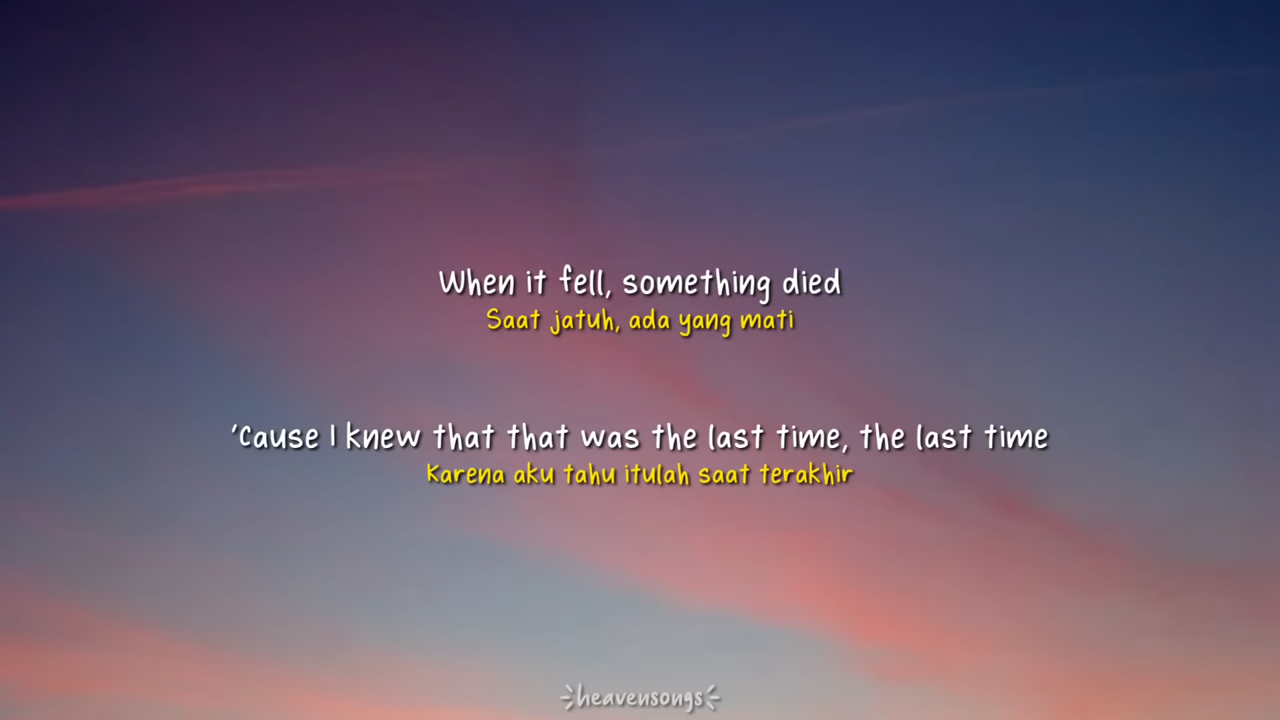 When it fell, something died
Saat jatuh, ada yang mati
'Cause I knew that that was the last time, the last time
Karena aku tahu itulah saat terakhir
heavensongs